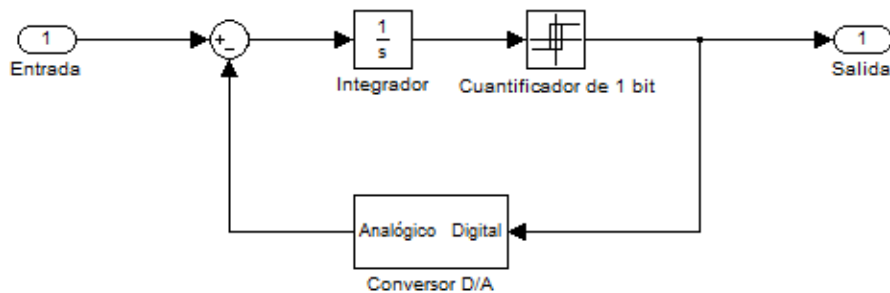 1
Entrada
+
−
1
s
Integrador
Cuantificador de 1 bit
1
Salida
Analógico Digital
Conversor D/A